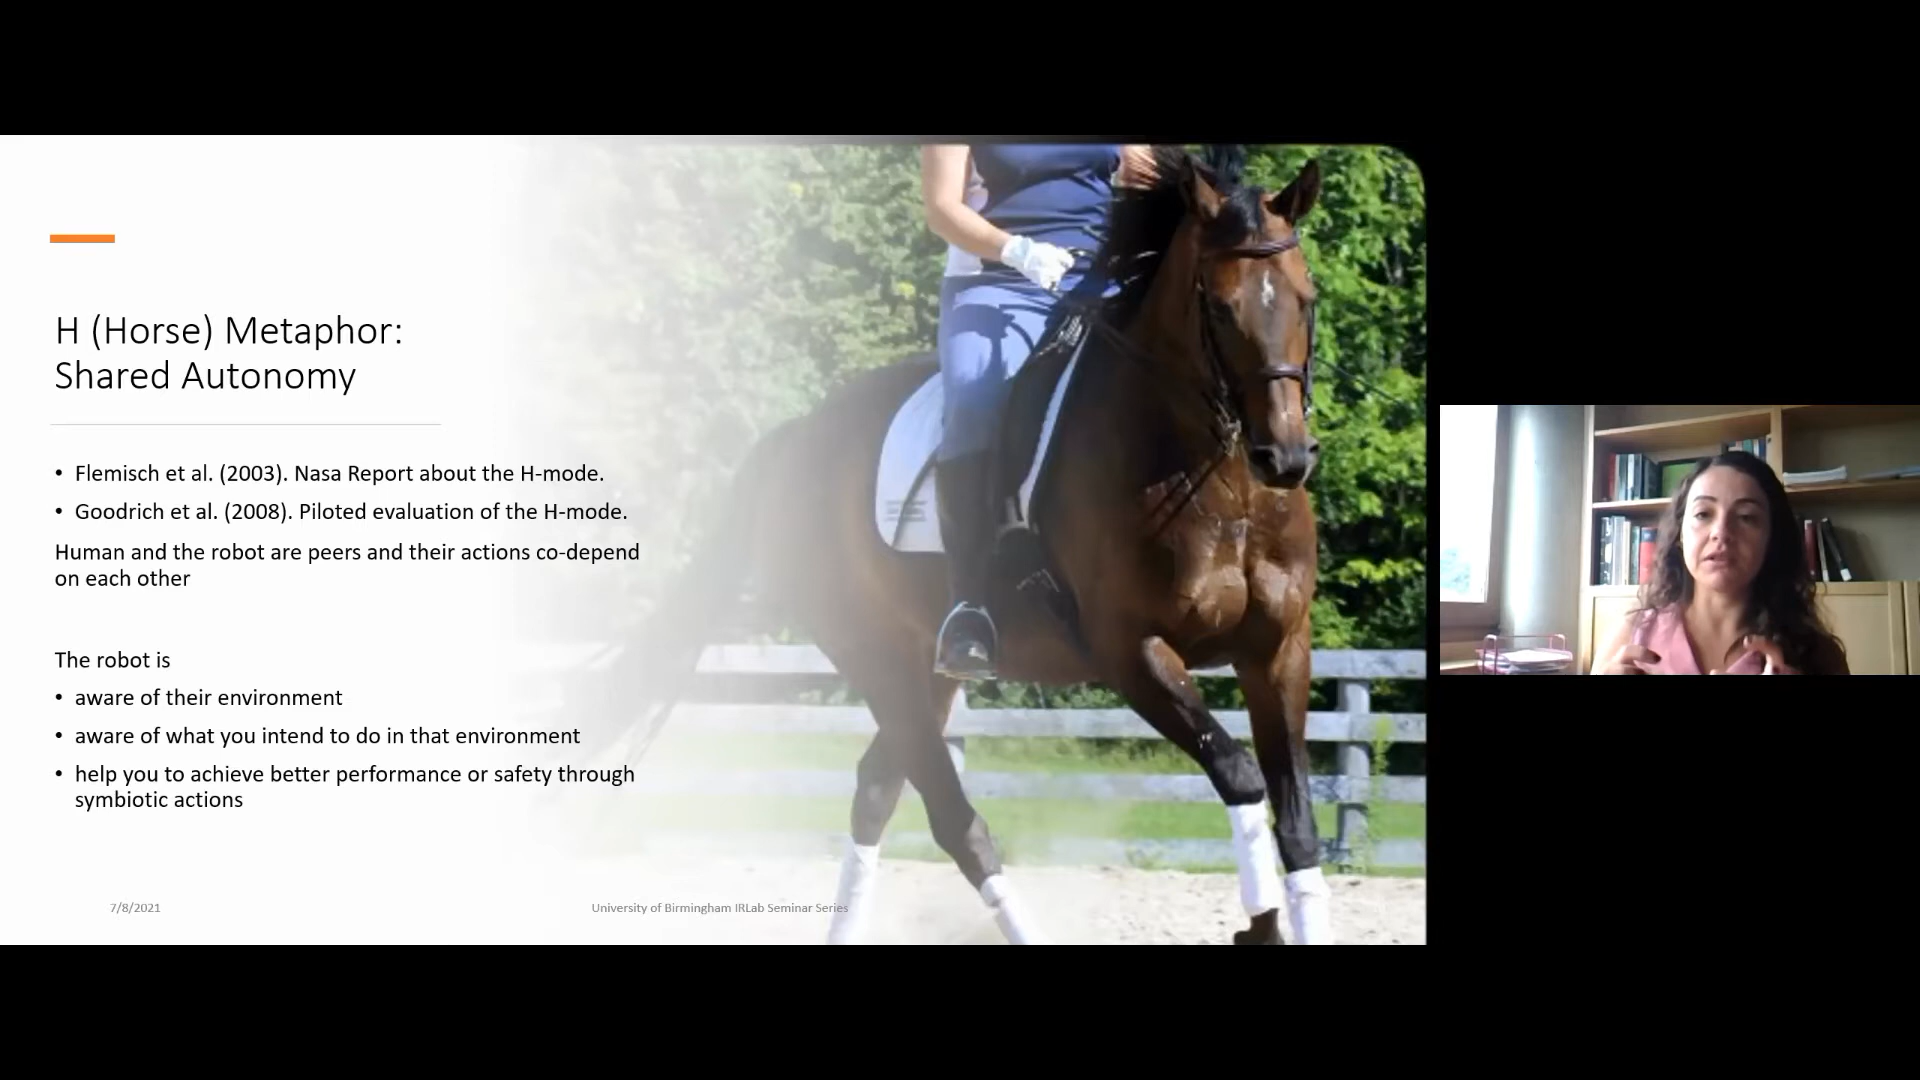 H (Horse) Metaphor:
Shared Autonomy
• Flemisch et al. (2003). Nasa Report about the H-mode.
• Goodrich et al. (2008). Piloted evaluation of the H-mode.
Human and the robot are peers and their actions co-depend
on each other
The robot is
• aware of their environment
• aware of what you intend to do in that environment
• help you to achieve better performance or safety through
symbiotic actions
7/8/2021
University of Birmingham IRLab Seminar Series